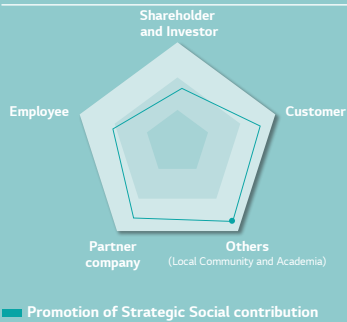 Shareholder
and Investor
Employee
Customer
Partner
company
Others
(Local Community and Academia)
Promotion of Strategic Social contribution